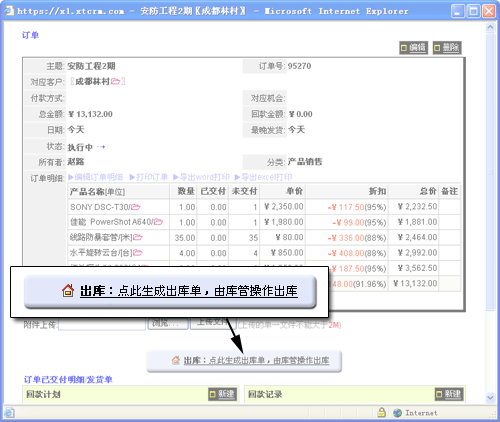 https://xl.xtcrm.com - 安防工程2期〖成都林村〗 - Microsoft Internet Explorer
订单
编辑 删除
主题: 安防工程2期 订单号: 95270
对应客户: 〖成都林村〗
付款方式: 对应机会:
总金额: ¥ 13,132.00 回款金额: ¥ 0.00
日期: 今天 最晚发货: 今天
状态: 执行中
所有者: 赵路 分类: 产品销售
订单明细: ▶编辑订单明细 ▶打印订单 ▶导出word打印 ▶导出excel打印
产品名称[单位] 数量 已交付 未交付 单价 折扣 总价 备注
SONY DSC-T30/ 1.00 0.00 1 ¥ 2,350.00 -¥ 117.50(95%) ¥ 2,232.50
佳能 PowerShot A640/ 1.00 0.00 1 ¥ 1,980.00 -¥ 99.00(95%) ¥ 1,881.00
线路防暴套管/[米] 35.00 0.00 35 ¥ 80.00 -¥ 336.00(88%) ¥ 2,464.00
水平旋转云台/[台] 4.00 0.00 4 ¥ 850.00 -¥ 408.00(88%) ¥ 2,992.00
187.50(95%) ¥ 3,562.50
48.00(91.96%) ¥ 13,132.00
出库：点此生成出库单，由库管操作出库
附件上传: 浏览... 上传文件 (上传的单一文件不能大于2M)
出库：点此生成出库单，由库管操作出库
订单已交付明细/发货单
回款计划 新建 回款记录 新建
Internet